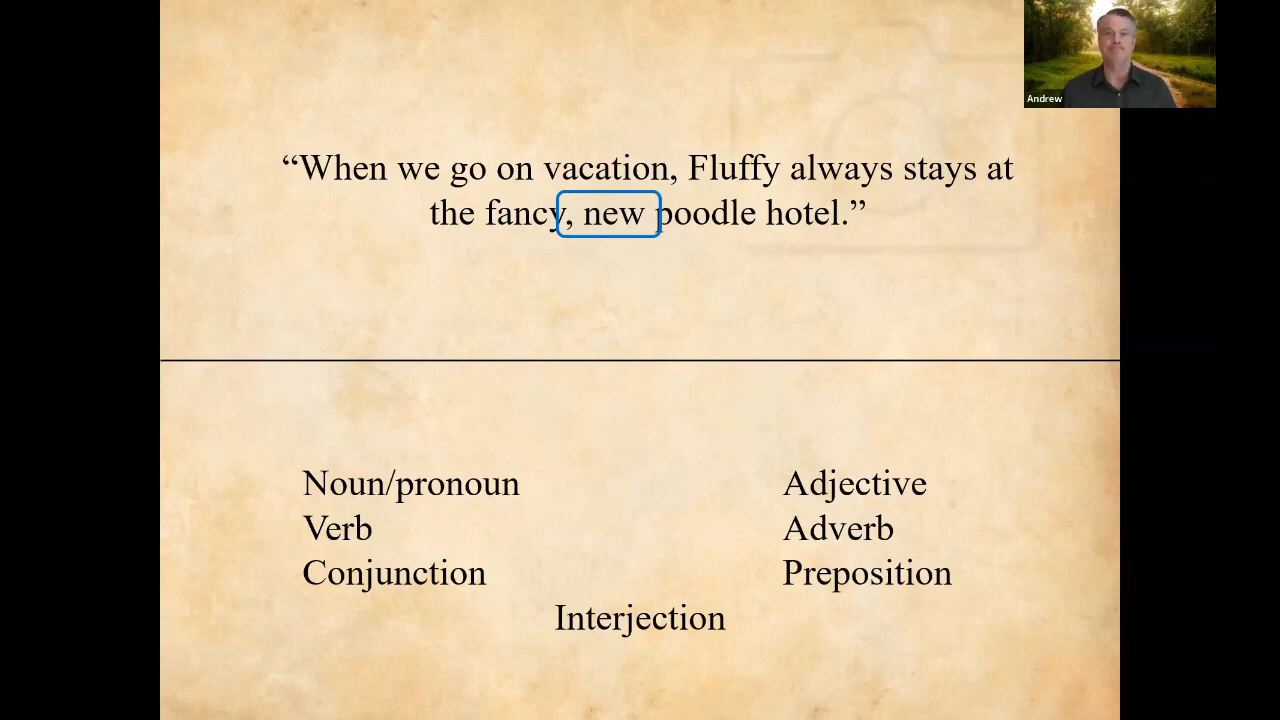 Andrew
“When we go on vacation, Fluffy always stays at
the fancy, new poodle hotel.”
Noun/pronoun
Adjective
Verb
Adverb
Conjunction
Preposition
Interjection